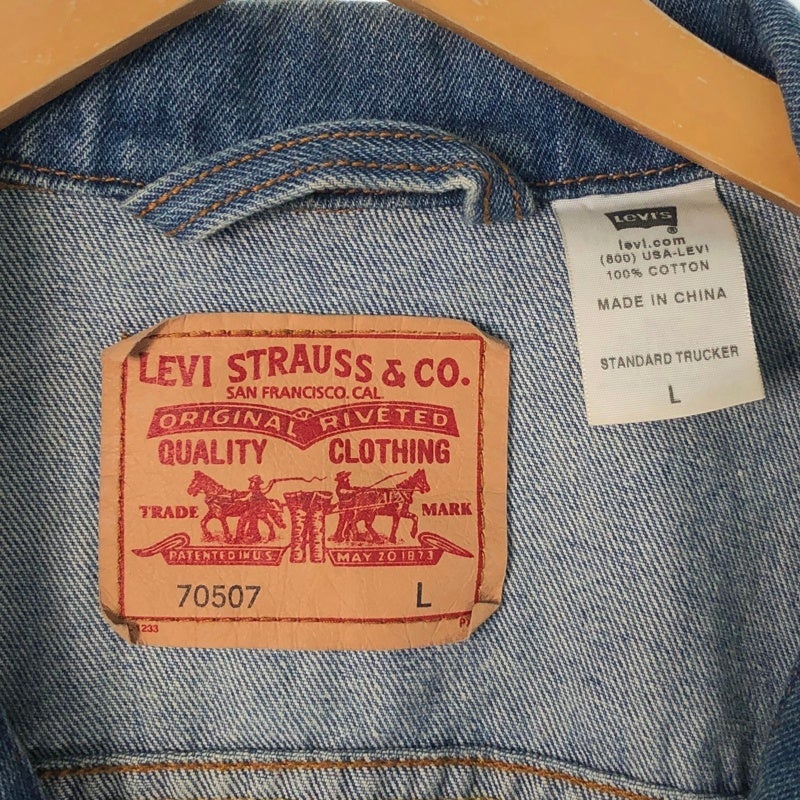 LEVI STRAUSS & CO.
SAN FRANCISCO. CAL
ORIGINAL RIVETED
QUALITY CLOTHING
TRADE MARK
PATENTED IN U.S. MAY 20 1873
70507 L
1233
LEVI'S
®
levi.com
(800) USA-LEVI
100% COTTON
MADE IN CHINA
STANDARD TRUCKER
L